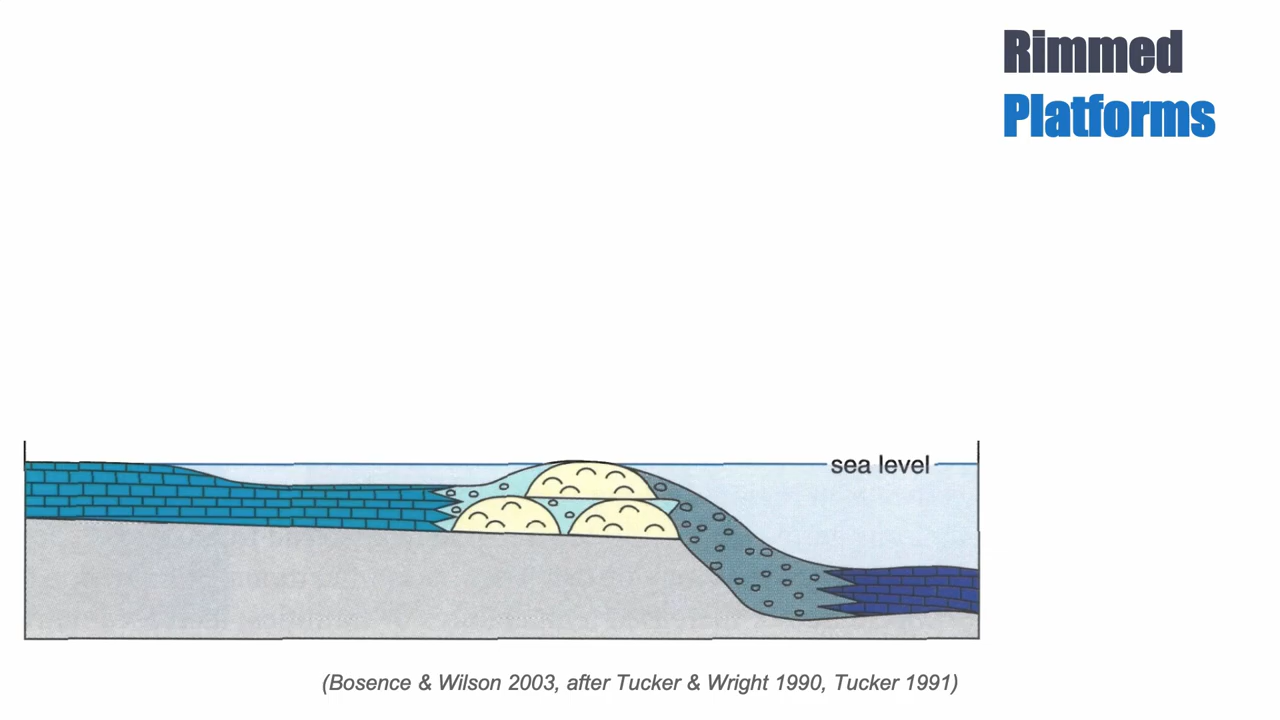 Rimmed
Platforms
sea level
(Bosence & Wilson 2003, after Tucker & Wright 1990, Tucker 1991)